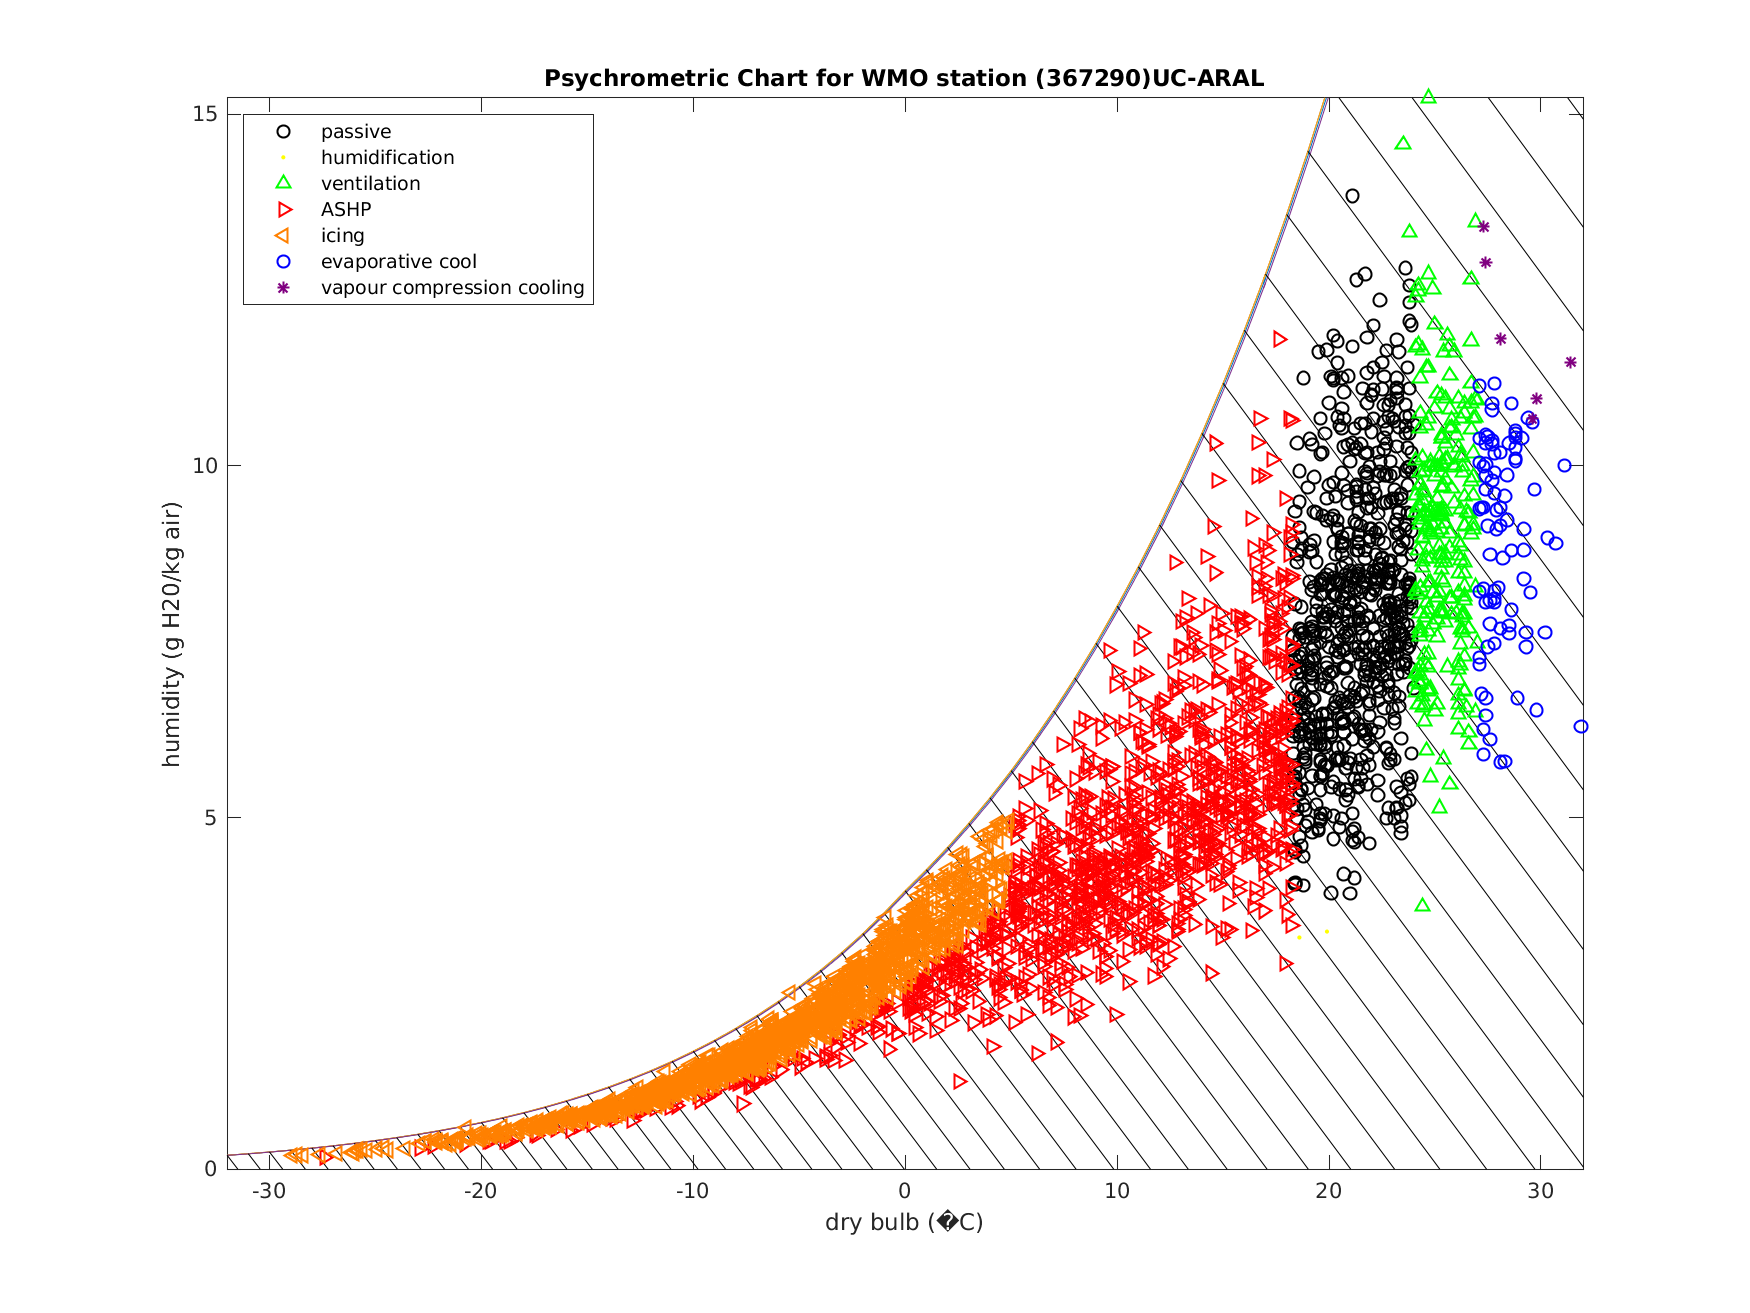 Psychrometric Chart for WMO station (367290)UC-ARAL
15
10
5
0
humidity (g H20/kg air)
passive
humidification
ventilation
ASHP
icing
evaporative cool
vapour compression cooling
-30 -20 -10 0 10 20 30
dry bulb (�C)